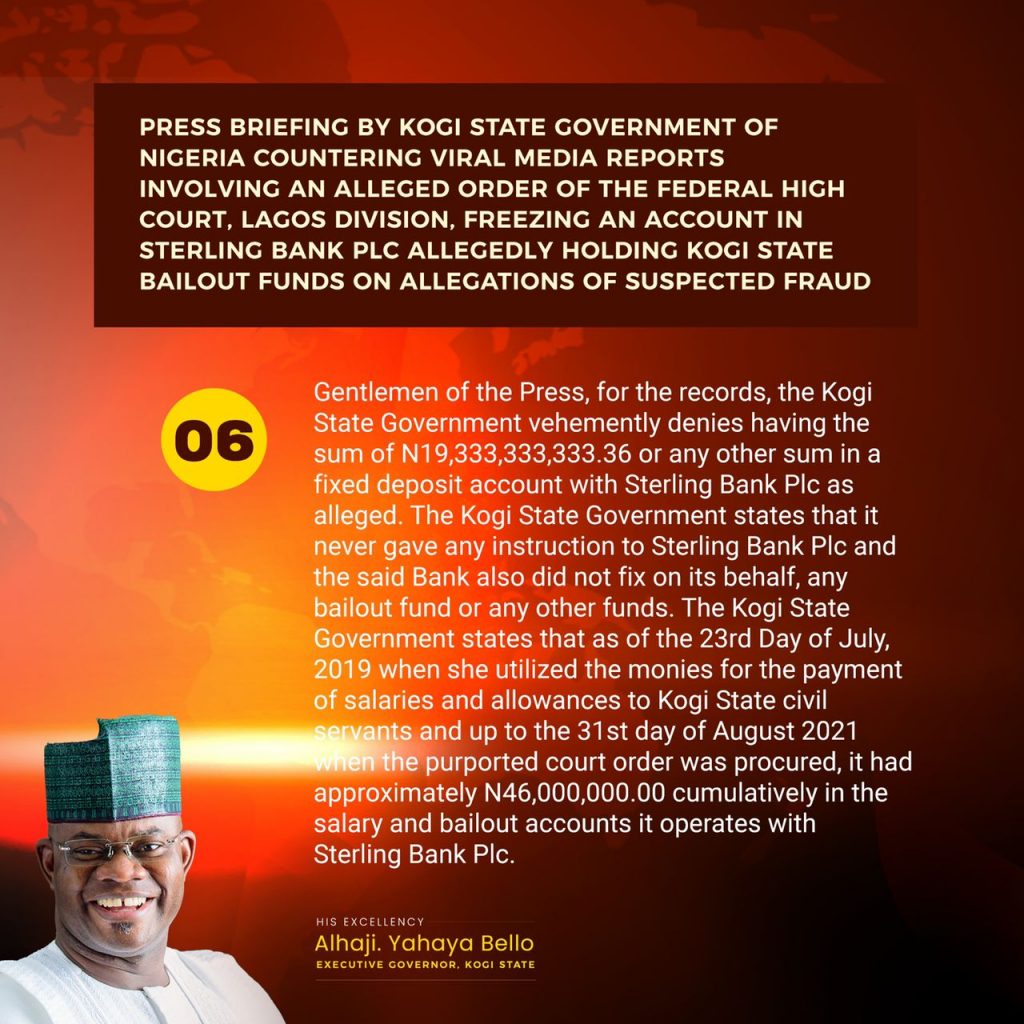 PRESS BRIEFING BY KOGI STATE GOVERNMENT OF
NIGERIA COUNTERING VIRAL MEDIA REPORTS
INVOLVING AN ALLEGED ORDER OF THE FEDERAL HIGH
COURT, LAGOS DIVISION, FREEZING AN ACCOUNT IN
STERLING BANK PLC ALLEGEDLY HOLDING KOGI STATE
BAILOUT FUNDS ON ALLEGATIONS OF SUSPECTED FRAUD
06
Gentlemen of the Press, for the records, the Kogi
State Government vehemently denies having the
sum of N19,333,333,333.36 or any other sum in a
fixed deposit account with Sterling Bank Plc as
alleged. The Kogi State Government states that it
never gave any instruction to Sterling Bank Plc and
the said Bank also did not fix on its behalf, any
bailout fund or any other funds. The Kogi State
Government states that as of the 23rd Day of July,
2019 when she utilized the monies for the payment
of salaries and allowances to Kogi State civil
servants and up to the 31st day of August 2021
when the purported court order was procured, it had
approximately N46,000,000.00 cumulatively in the
salary and bailout accounts it operates with
Sterling Bank Plc.
HIS EXCELLENCY
Alhaji. Yahaya Bello
EXECUTIVE GOVERNOR, KOGI STATE